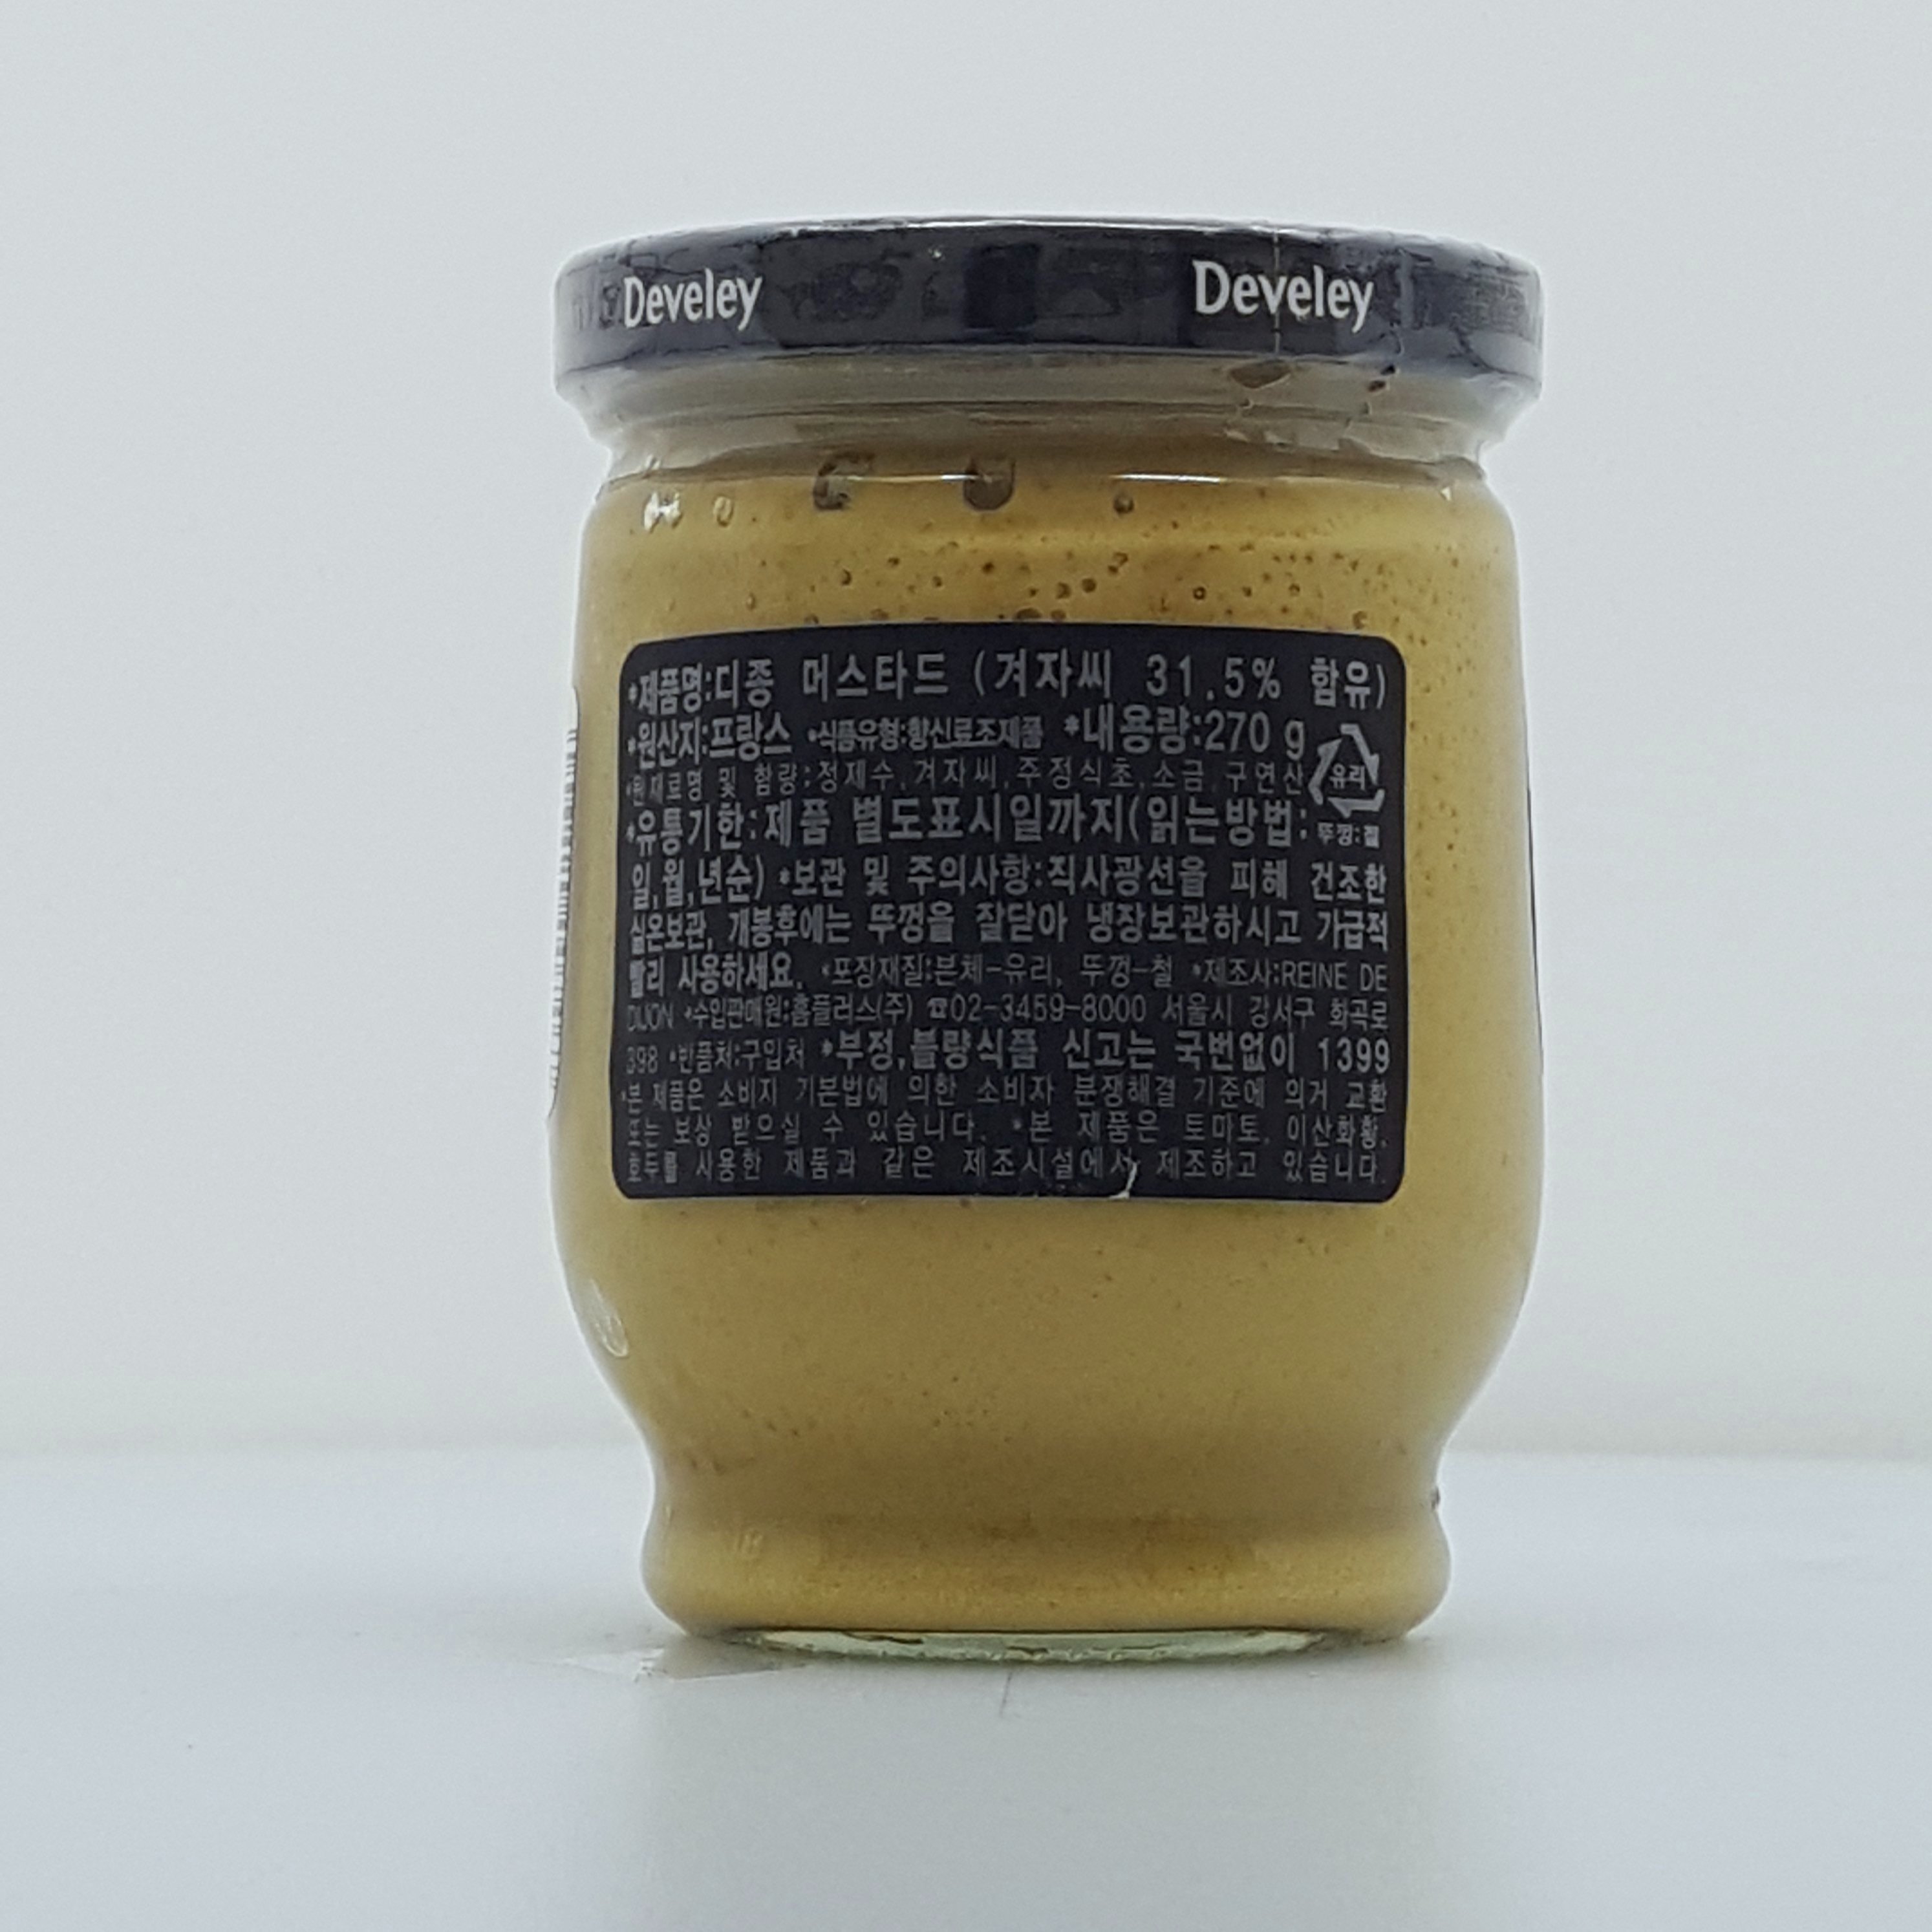 Develey Develey
*제품명:디종 머스타드 (겨자씨 31.5% 함유)
*원산지:프랑스 *식품유형:향신료조제품 *내용량:270 g
유리
*원재료명 및 함량:정제수,겨자씨,주정식초,소금,구연산
*유통기한:제품 별도표시일까지(읽는방법:
뚜껑:철
일,월,년순) *보관 및 주의사항:직사광선을 피해 건조한
실온보관, 개봉후에는 뚜껑을 잘닫아 냉장보관하시고 가급적
빨리 사용하세요. *포장재질:본체-유리, 뚜껑-철 *제조사:REINE DE
DIJON *수입판매원:홈플러스(주) ☎02-3459-8000 서울시 강서구 화곡로
398 *반품처:구입처 *부정,불량식품 신고는 국번없이 1399
*본 제품은 소비자 기본법에 의한 소비자 분쟁해결 기준에 의거 교환
또는 보상 받으실 수 있습니다. *본 제품은 토마토, 이산화황,
호두를 사용한 제품과 같은 제조시설에서 제조하고 있습니다.